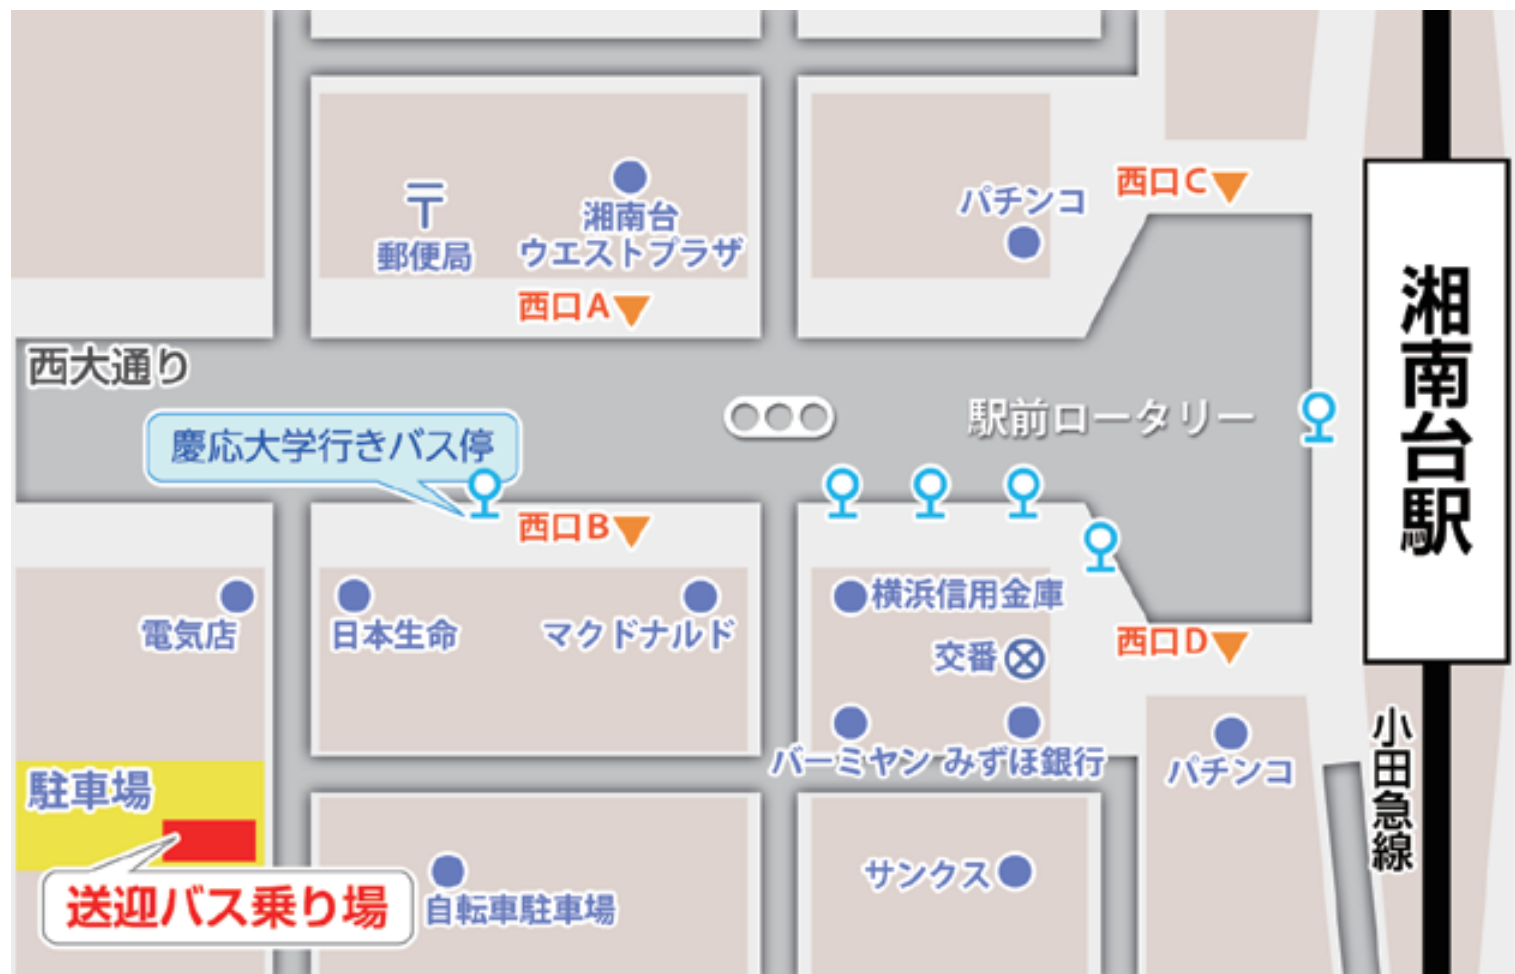 西口C
パチンコ
〒
郵便局
湘南台
ウエストプラザ
西口A
西大通り
駅前ロータリー
湘南台駅
慶応大学行きバス停
西口B
電気店
日本生命
マクドナルド
横浜信用金庫
交番
西口D
バーミヤン
みずほ銀行
パチンコ
小田急線
駐車場
送迎バス乗り場
自転車駐車場
サンクス